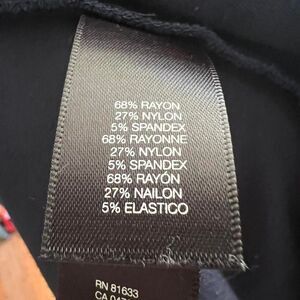 68% RAYON
27% NYLON
5% SPANDEX
68% RAYONNE
27% NYLON
5% SPANDEX
68% RAYÓN
27% NAILON
5% ELASTICO
RN 81633
CA